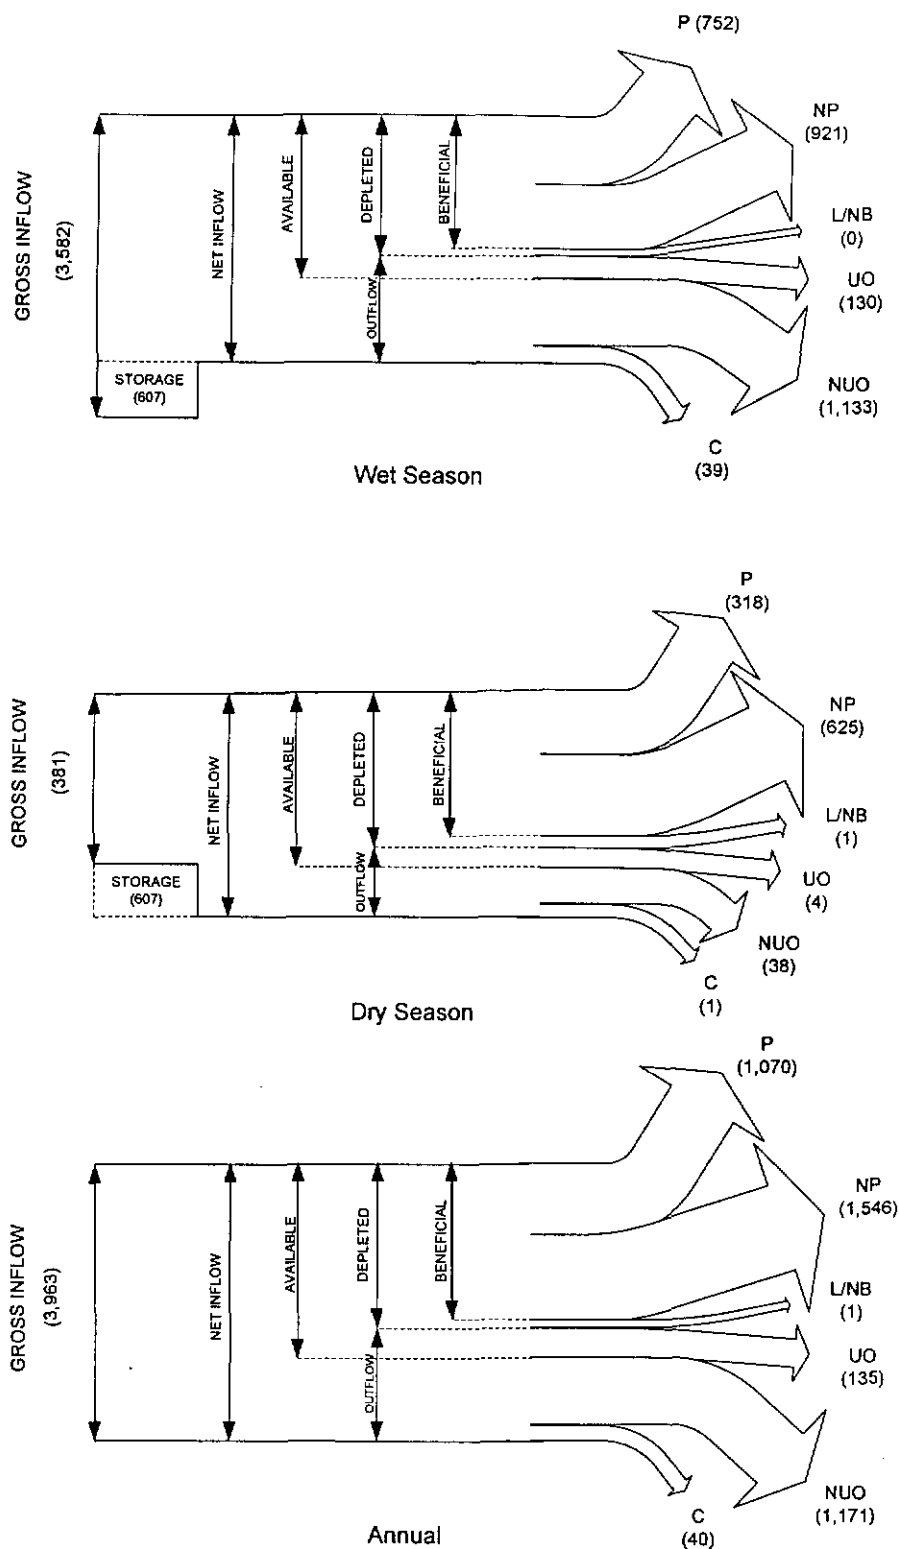 P (752)
NP
(921)
GROSS INFLOW
(3,582)
NET INFLOW
AVAILABLE
DEPLETED
BENEFICIAL
OUTFLOW
L/NB
(0)
UO
(130)
STORAGE
(607)
NUO
(1,133)
C
(39)
Wet Season
P
(318)
NP
(625)
GROSS INFLOW
(381)
NET INFLOW
AVAILABLE
DEPLETED
BENEFICIAL
OUTFLOW
L/NB
(1)
UO
(4)
STORAGE
(607)
NUO
(38)
C
(1)
Dry Season
P
(1,070)
NP
(1,546)
GROSS INFLOW
(3,963)
NET INFLOW
AVAILABLE
DEPLETED
BENEFICIAL
OUTFLOW
L/NB
(1)
UO
(135)
NUO
(1,171)
C
(40)
Annual